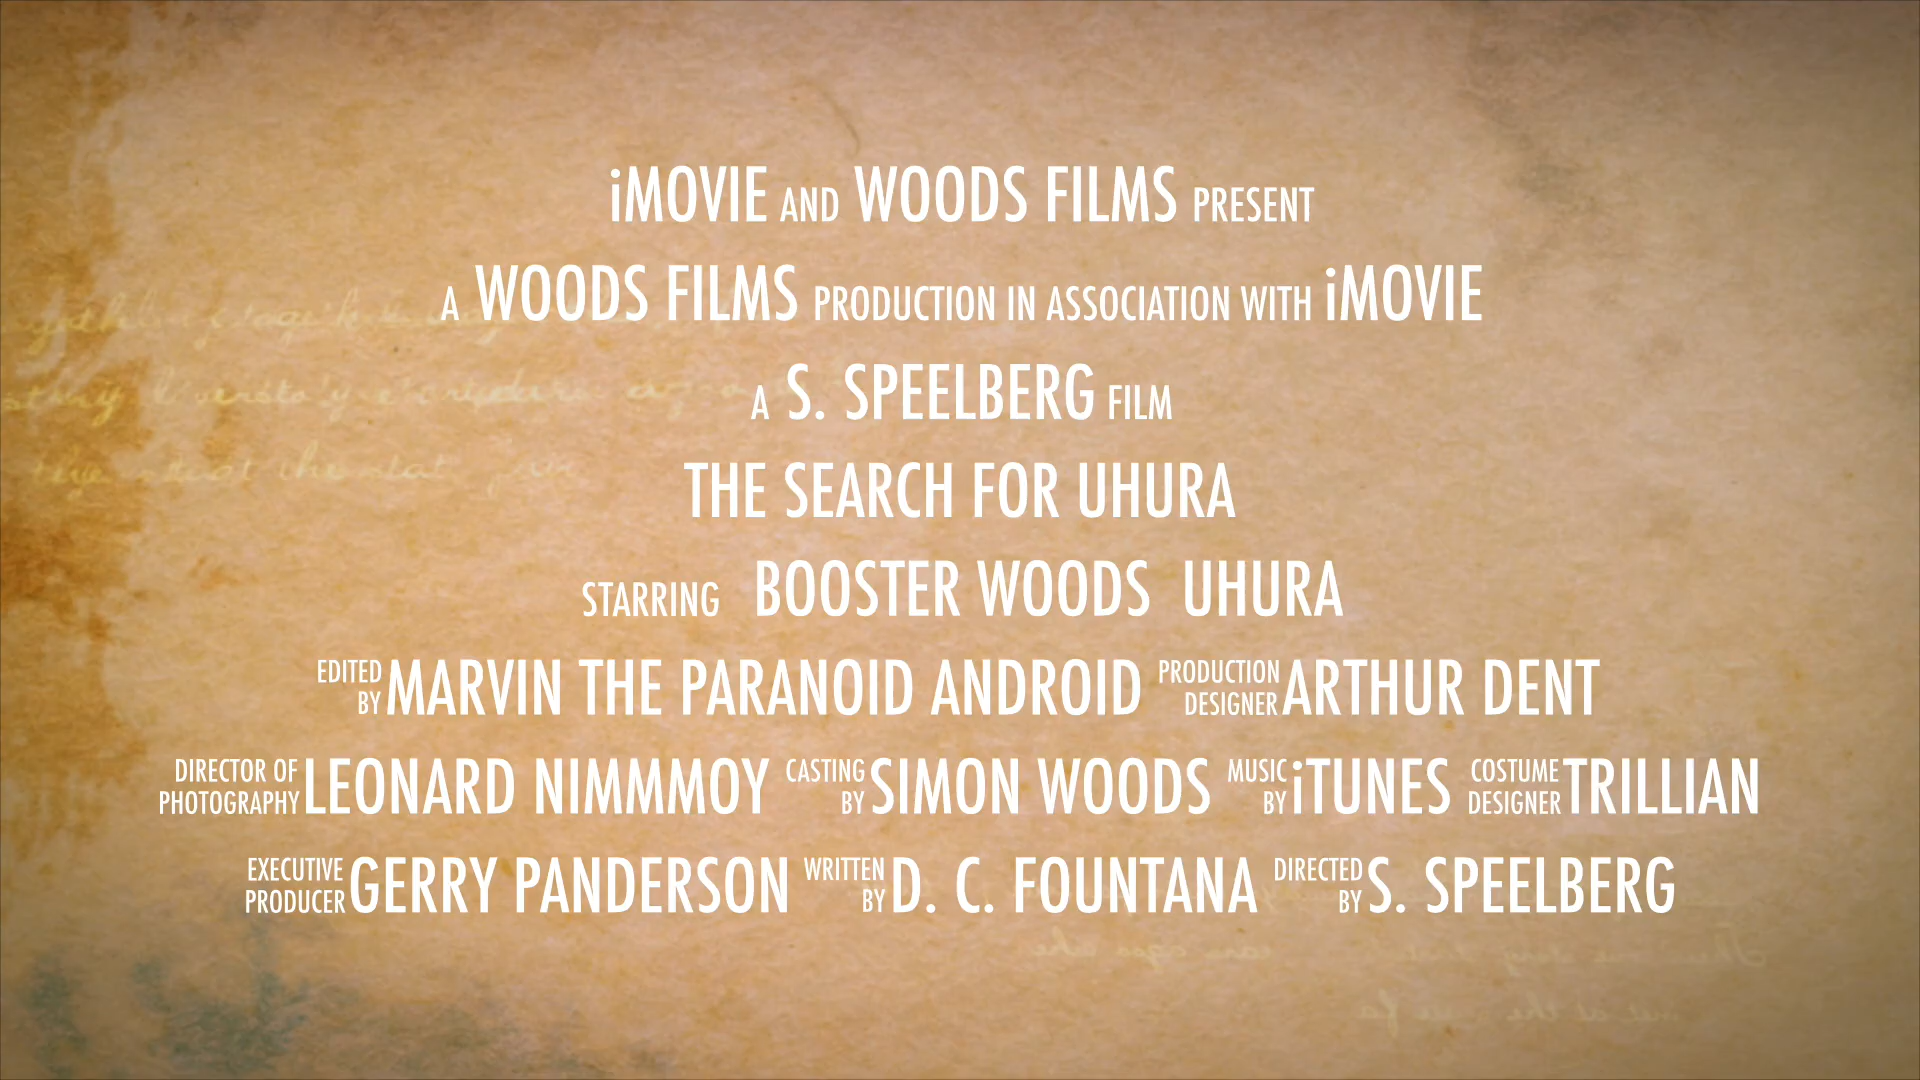 iMOVIE AND WOODS FILMS PRESENT
A WOODS FILMS PRODUCTION IN ASSOCIATION WITH iMOVIE
A S. SPEELBERG FILM
THE SEARCH FOR UHURA
STARRING BOOSTER WOODS UHURA
EDITED BY MARVIN THE PARANOID ANDROID PRODUCTION DESIGNER ARTHUR DENT
DIRECTOR OF PHOTOGRAPHY LEONARD NIMMMOY CASTING BY SIMON WOODS MUSIC BY iTUNES COSTUME DESIGNER TRILLIAN
EXECUTIVE PRODUCER GERRY PANDERSON WRITTEN BY D. C. FOUNTANA DIRECTED BY S. SPEELBERG